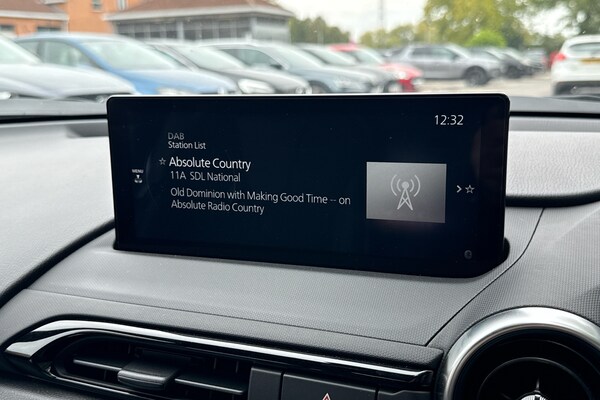 12:32
DAB
Station List
☆ Absolute Country
11A SDL National
Old Dominion with Making Good Time -- on
Absolute Radio Country
MENU